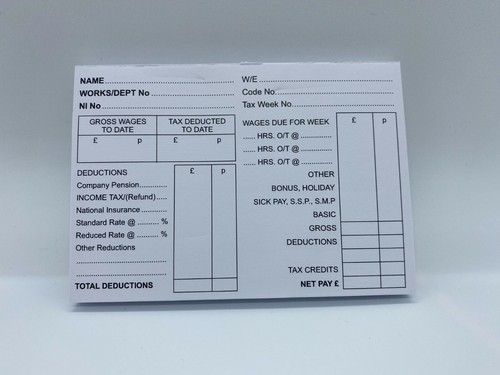 NAME..................................................
WORKS/DEPT No ................................
NI No ..................................................
W/E ..................................................
Code No..............................................
Tax Week No.......................................
GROSS WAGES TAX DEDUCTED
TO DATE TO DATE
£ p £ p
DEDUCTIONS £ p
Company Pension............
INCOME TAX/(Refund).....
National Insurance............
Standard Rate @ ......... %
Reduced Rate @ ......... %
Other Reductions
TOTAL DEDUCTIONS
WAGES DUE FOR WEEK £ p
...... HRS. O/T @ ................
...... HRS. O/T @ ................
...... HRS. O/T @ ................
OTHER
BONUS, HOLIDAY
SICK PAY, S.S.P., S.M.P
BASIC
GROSS
DEDUCTIONS
TAX CREDITS
NET PAY £